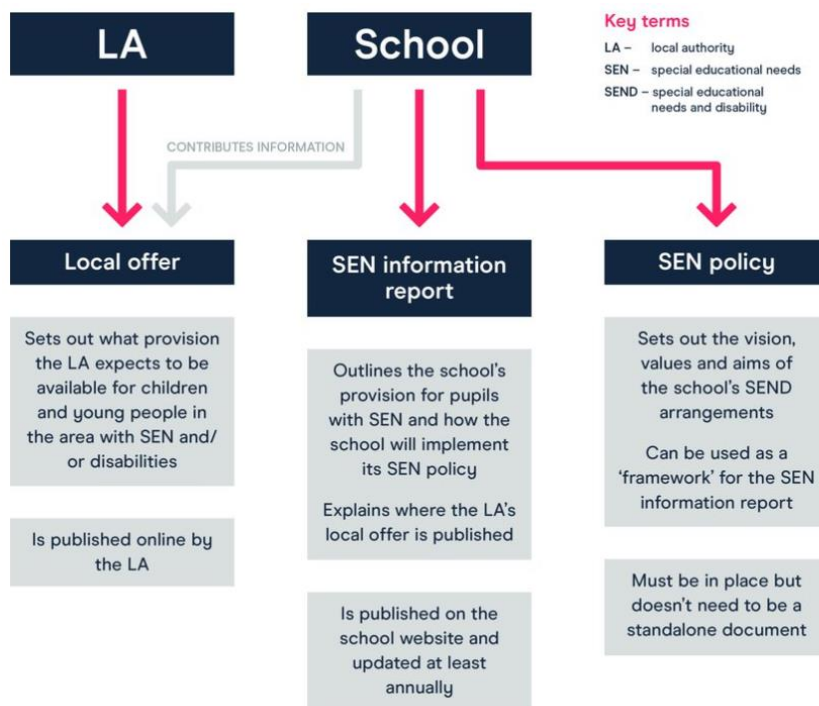 LA
School
Key terms
LA – local authority
SEN – special educational needs
SEND – special educational
needs and disability
CONTRIBUTES INFORMATION
Local offer
Sets out what provision
the LA expects to be
available for children
and young people in
the area with SEN and/
or disabilities
Is published online by
the LA
SEN information
report
Outlines the school's
provision for pupils
with SEN and how the
school will implement
its SEN policy
Explains where the LA's
local offer is published
Is published on the
school website and
updated at least
annually
SEN policy
Sets out the vision,
values and aims of
the school's SEND
arrangements
Can be used as a
‘framework’ for the SEN
information report
Must be in place but
doesn't need to be a
standalone document